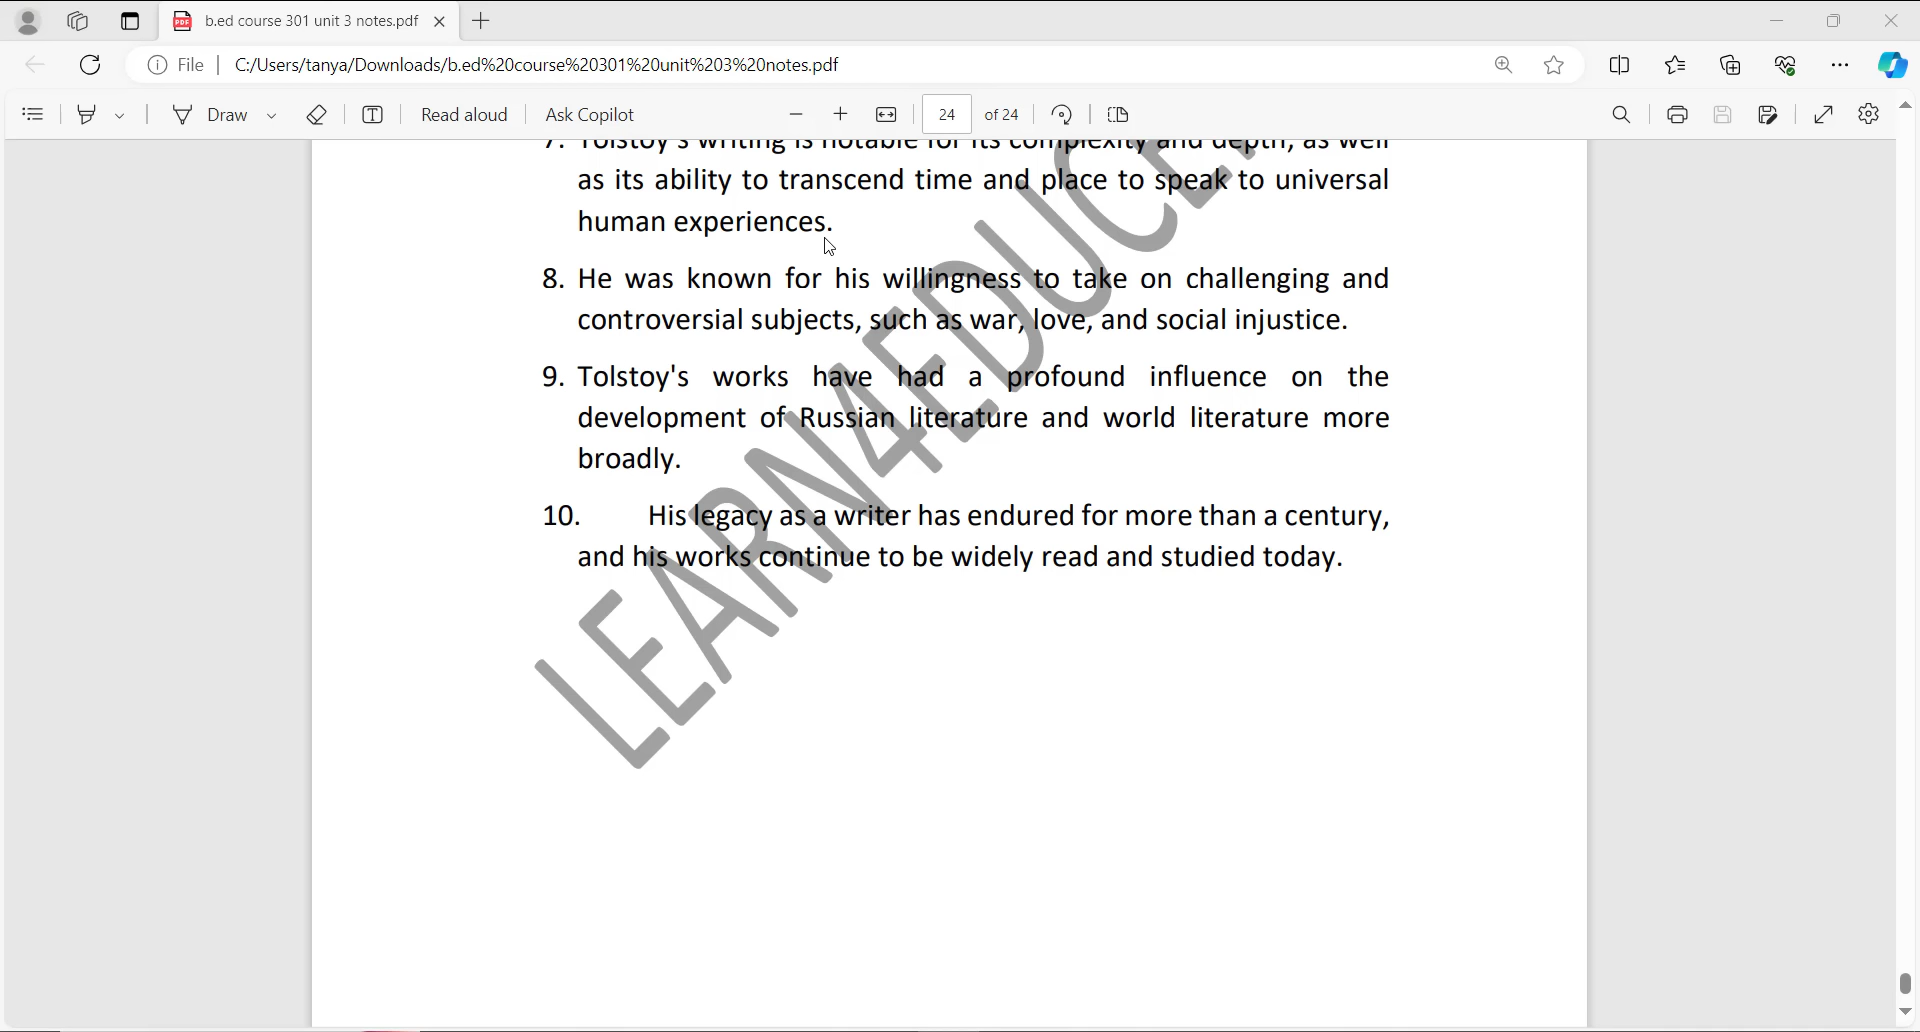 b.ed course 301 unit 3 notes.pdf
File
C:/Users/tanya/Downloads/b.ed%20course%20301%20unit%203%20notes.pdf
Draw
Read aloud
Ask Copilot
24
of 24
7. Tolstoy's writing is notable for its complexity and depth, as well
as its ability to transcend time and place to speak to universal
human experiences.
8. He was known for his willingness to take on challenging and
controversial subjects, such as war, love, and social injustice.
9. Tolstoy's works have had a profound influence on the
development of Russian literature and world literature more
broadly.
10. His legacy as a writer has endured for more than a century,
and his works continue to be widely read and studied today.